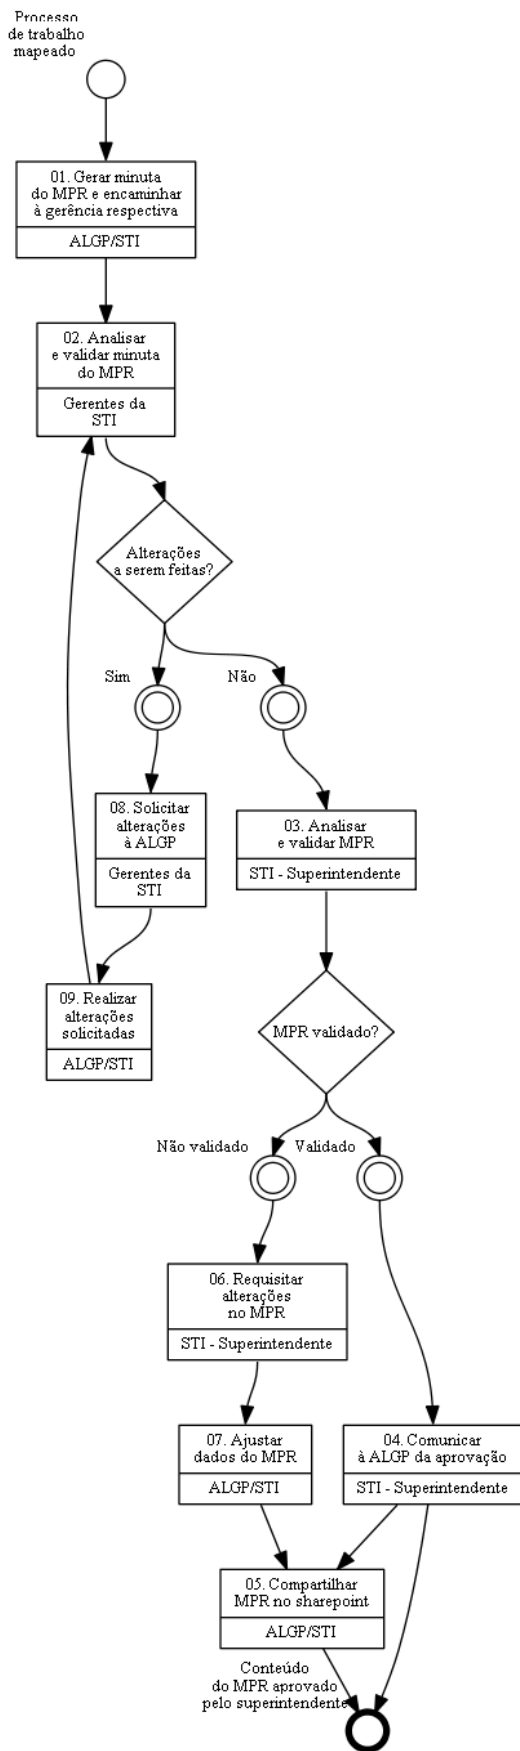 Processo
de trabalho
mapeado
01. Gerar minuta
do MPR e encaminhar
à gerência respectiva
ALGP/STI
02. Analisar
e validar minuta
do MPR
Gerentes da
STI
Alterações
a serem feitas?
Sim
Não
08. Solicitar
alterações
à ALGP
Gerentes da
STI
03. Analisar
e validar MPR
STI - Superintendente
09. Realizar
alterações
solicitadas
ALGP/STI
MPR validado?
Não validado
Validado
06. Requisitar
alterações
no MPR
STI - Superintendente
07. Ajustar
dados do MPR
ALGP/STI
04. Comunicar
à ALGP da aprovação
STI - Superintendente
05. Compartilhar
MPR no sharepoint
ALGP/STI
Conteúdo
do MPR aprovado
pelo superintendente